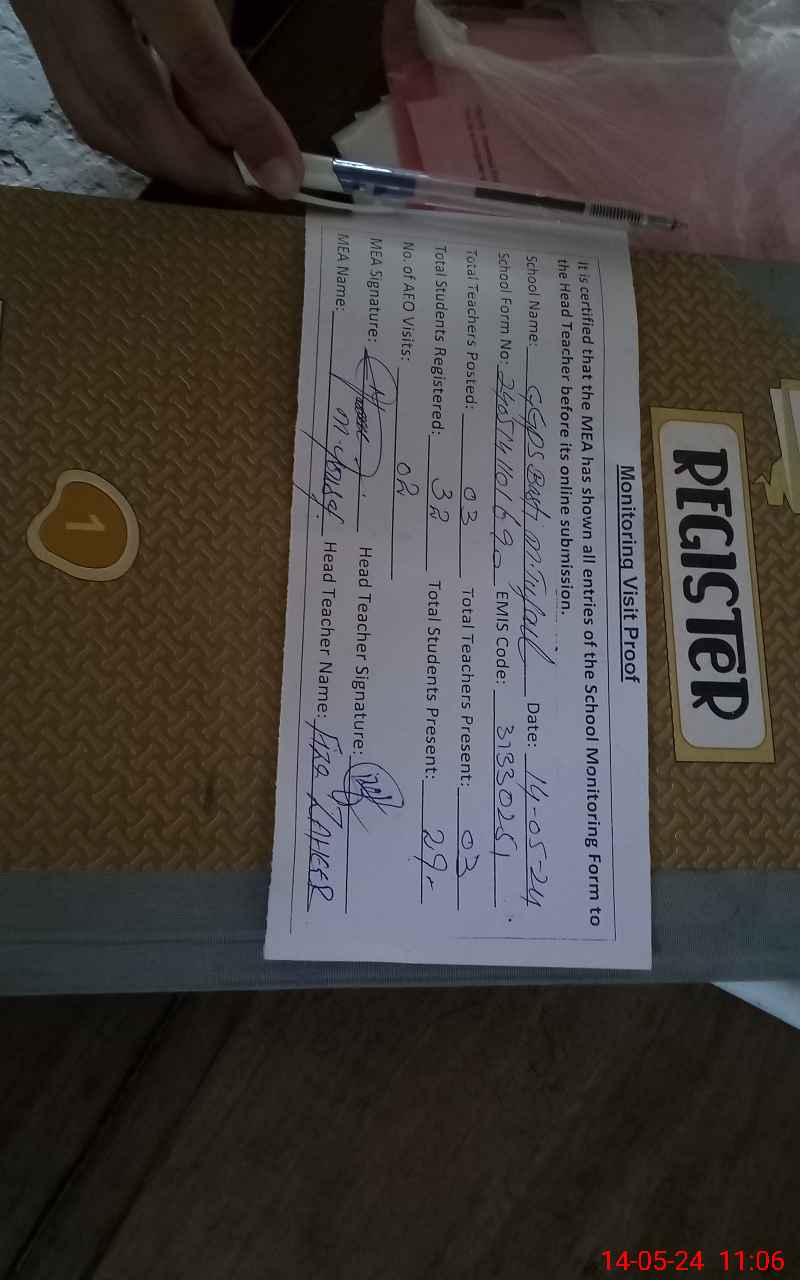 REGISTER
Monitoring Visit Proof
It is certified that the MEA has shown all entries of the School Monitoring Form to
the Head Teacher before its online submission.
School Name: GGPS Basti M. Tufail Date: 14-05-24
School Form No: EMIS Code: 31330251
Total Teachers Posted: 03 Total Teachers Present: 03
Total Students Registered: 32 Total Students Present: 29
No. of AEO Visits: 02
MEA Signature: Head Teacher Signature:
MEA Name: M. Yousaf Head Teacher Name: ZAHEER
1
14-05-24 11:06